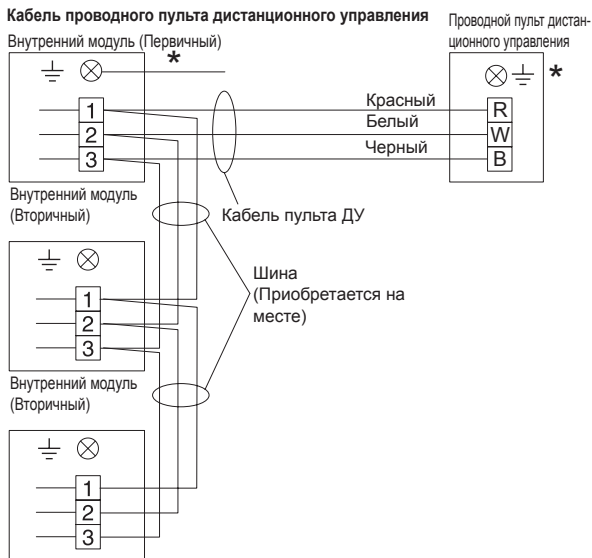 Кабель проводного пульта дистанционного управления
Внутренний модуль (Первичный)
*
Проводной пульт дистан-
ционного управления
*
1
2
3
Красный
Белый
Черный
R
W
B
Внутренний модуль
(Вторичный)
Кабель пульта ДУ
1
2
3
Шина
(Приобретается на
месте)
Внутренний модуль
(Вторичный)
1
2
3